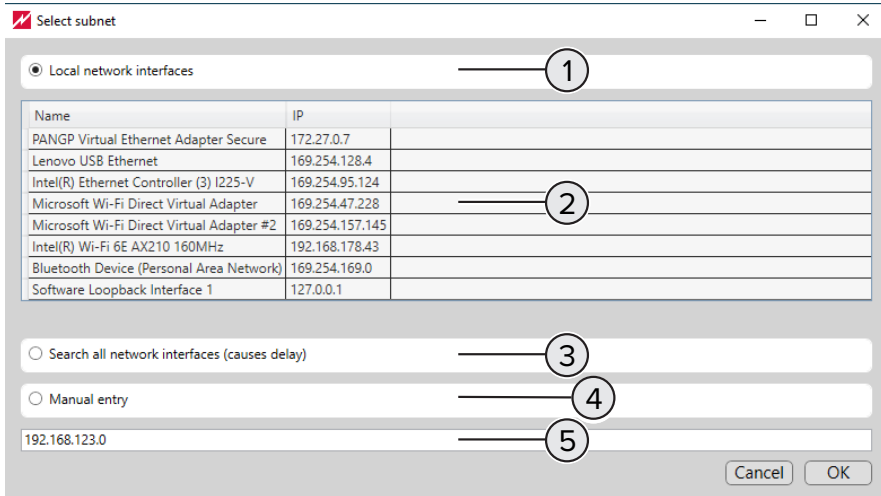 Select subnet
Local network interfaces 1
Name IP
PANGP Virtual Ethernet Adapter Secure 172.27.0.7
Lenovo USB Ethernet 169.254.128.4
Intel(R) Ethernet Controller (3) I225-V 169.254.95.124
Microsoft Wi-Fi Direct Virtual Adapter 169.254.47.228 2
Microsoft Wi-Fi Direct Virtual Adapter #2 169.254.157.145
Intel(R) Wi-Fi 6E AX210 160MHz 192.168.178.43
Bluetooth Device (Personal Area Network) 169.254.169.0
Software Loopback Interface 1 127.0.0.1
Search all network interfaces (causes delay) 3
Manual entry 4
192.168.123.0 5
Cancel OK